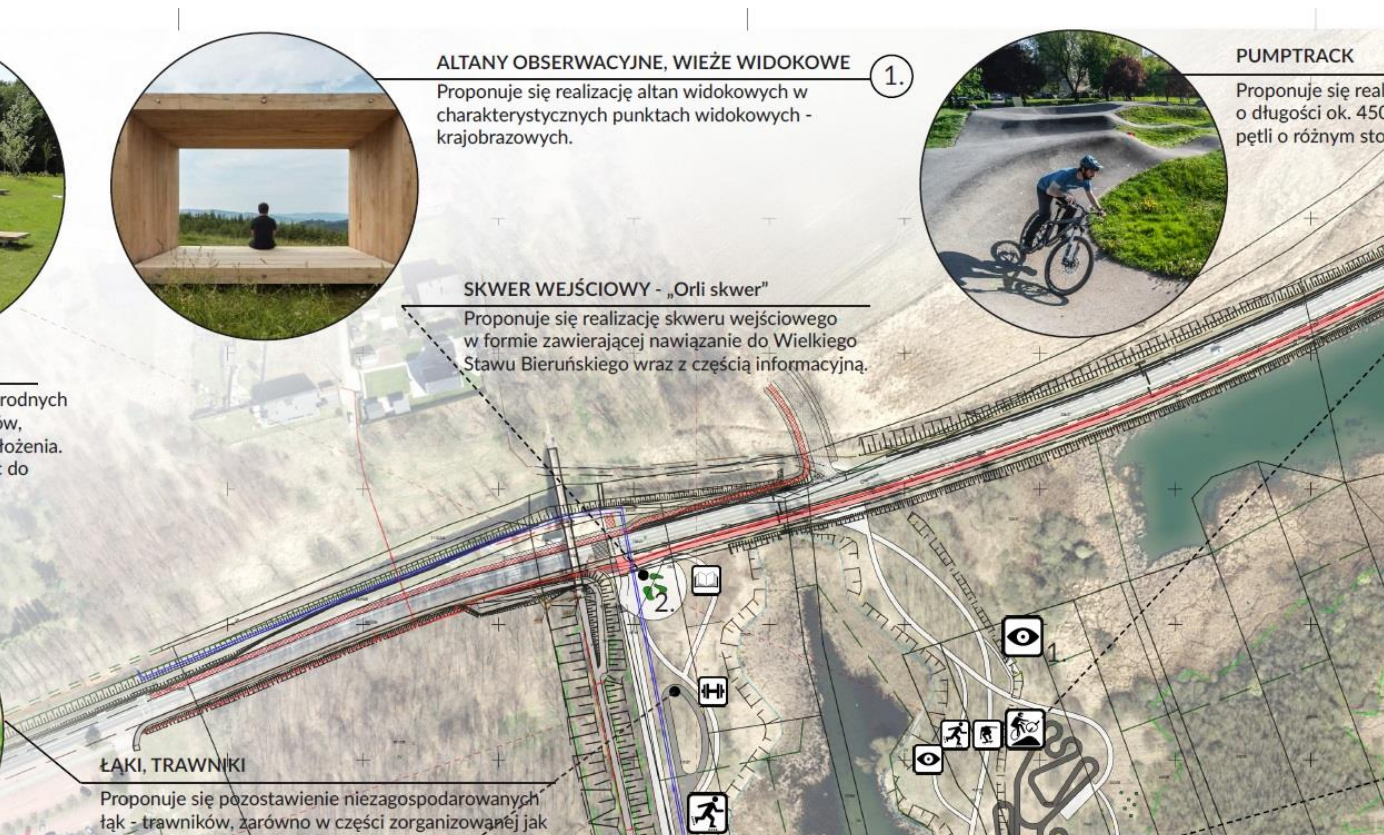 ALTANY OBSERWACYJNE, WIEŻE WIDOKOWE
1.
Proponuje się realizację altan widokowych w
charakterystycznych punktach widokowych -
krajobrazowych.
PUMPTRACK
Proponuje się real
o długości ok. 450
pętli o różnym sto
SKWER WEJŚCIOWY - „Orli skwer”
Proponuje się realizację skweru wejściowego
w formie zawierającej nawiązanie do Wielkiego
Stawu Bieruńskiego wraz z częścią informacyjną.
rodnych
ów,
łożenia.
c do
2.
1.
ŁĄKI, TRAWNIKI
Proponuje się pozostawienie niezagospodarowanych
łąk - trawników, zarówno w części zorganizowanej jak